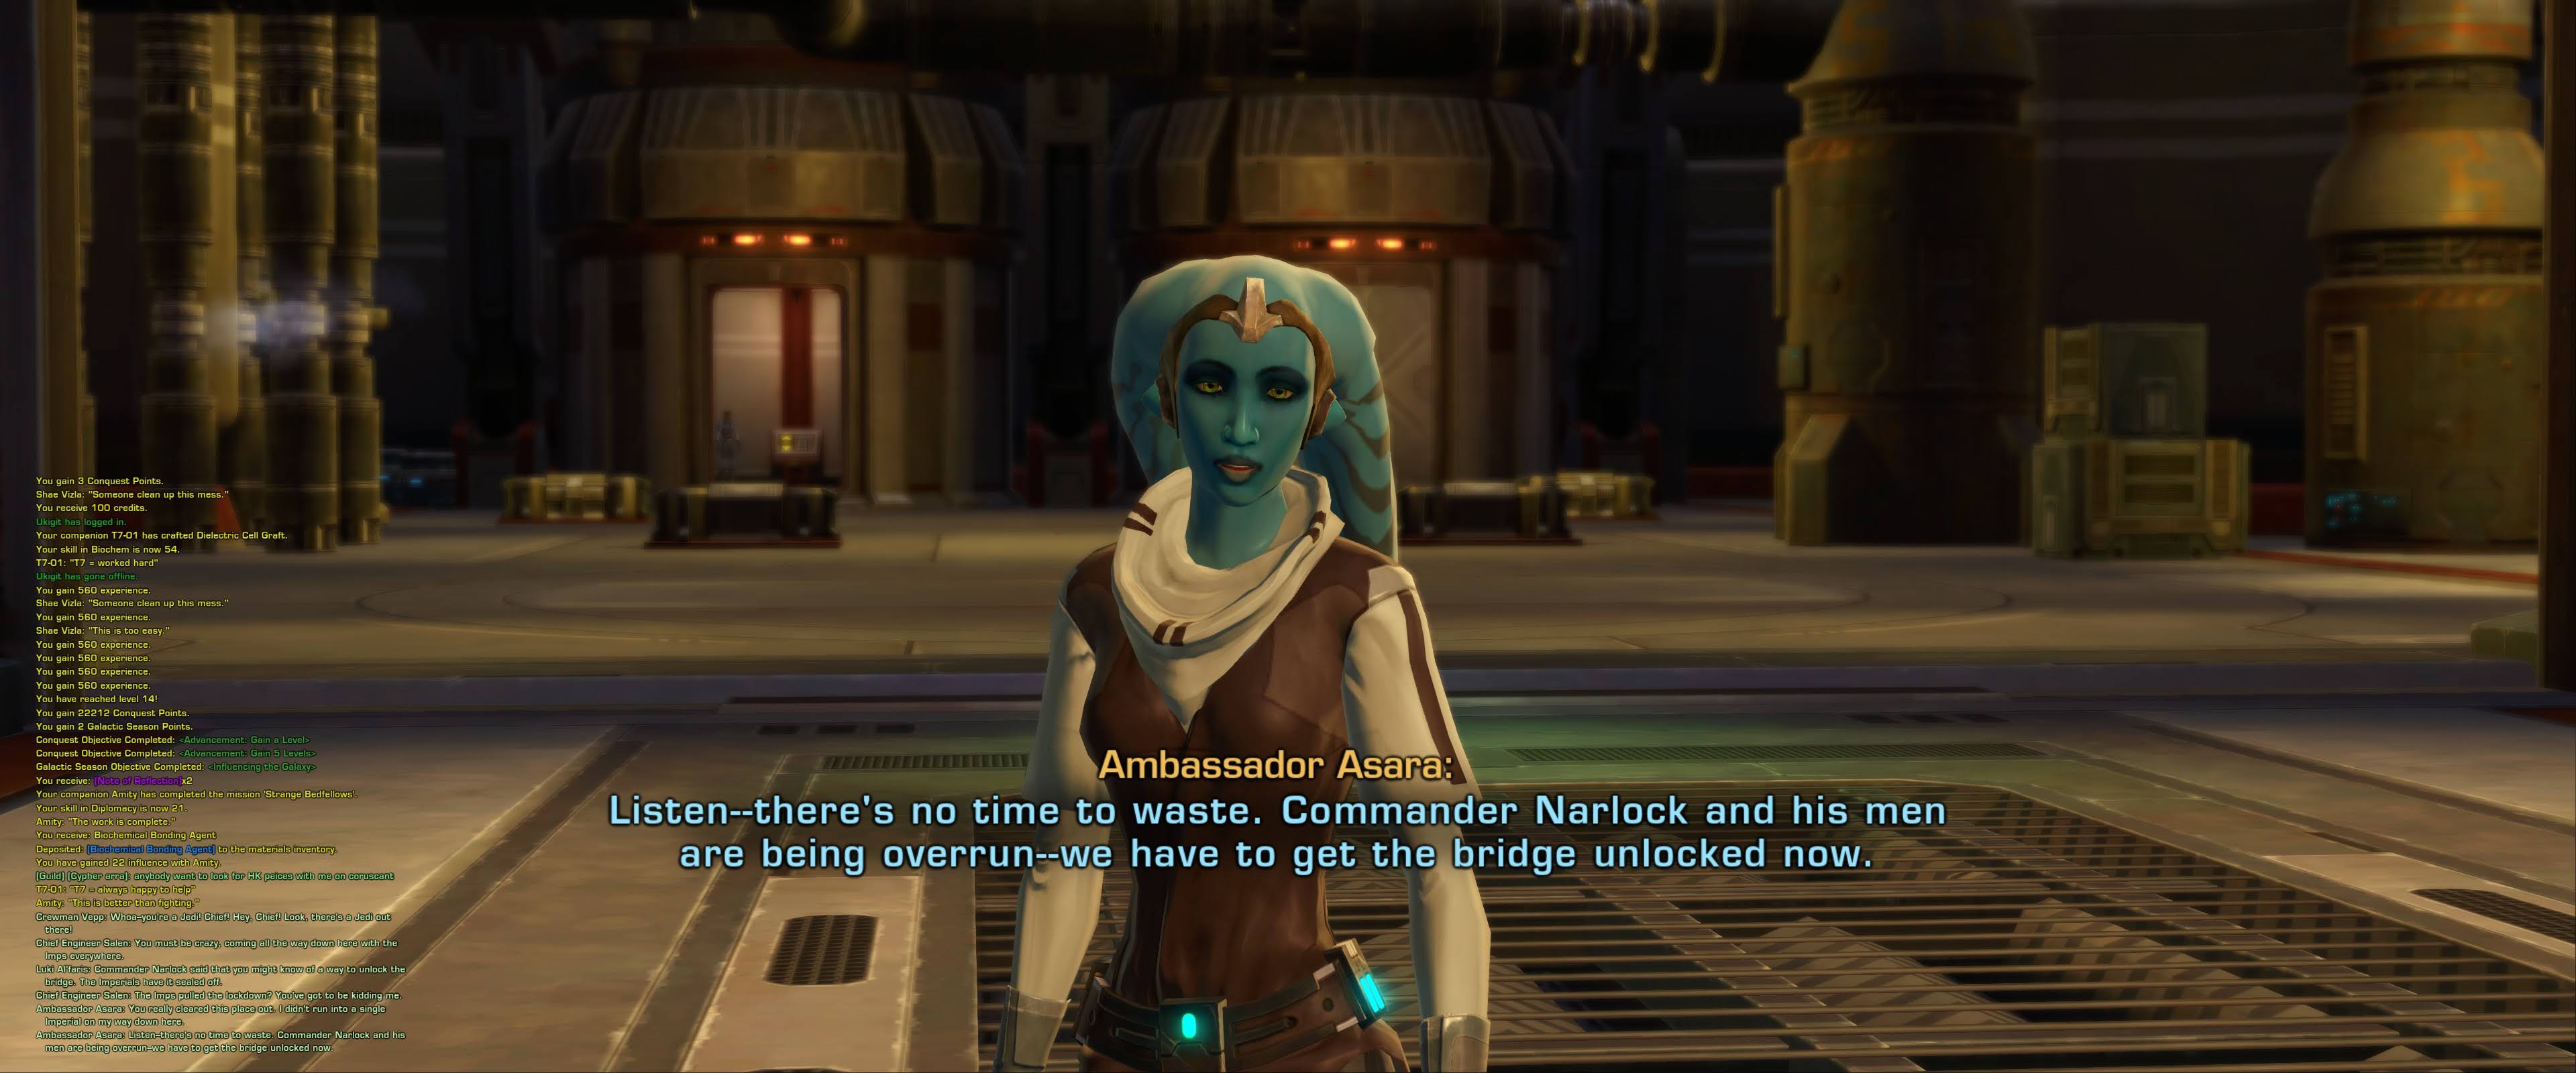 You gain 3 Conquest Points.
Shae Vizla: "Someone clean up this mess."
You receive 100 credits.
Ukigit has logged in.
Your companion T7-01 has crafted Dielectric Cell Graft.
Your skill in Biochem is now 54.
T7-01: "T7 = worked hard"
Ukigit has gone offline.
You gain 560 experience.
Shae Vizla: "Someone clean up this mess."
You gain 560 experience.
Shae Vizla: "This is too easy."
You gain 560 experience.
You gain 560 experience.
You gain 560 experience.
You gain 560 experience.
You have reached level 14!
You gain 22212 Conquest Points.
You gain 2 Galactic Season Points.
Conquest Objective Completed: <Advancement: Gain a Level>
Conquest Objective Completed: <Advancement: Gain 5 Levels>
Galactic Season Objective Completed: <Influencing the Galaxy>
You receive: [Note of Reflection]x2
Your companion Amity has completed the mission 'Strange Bedfellows'.
Your skill in Diplomacy is now 21.
Amity: "The work is complete."
You receive: Biochemical Bonding Agent
Deposited: [Biochemical Bonding Agent] to the materials inventory.
You have gained 22 influence with Amity.
[Guild] [Cypher arra]: anybody want to look for HK peices with me on coruscant
T7-01: "T7 = always happy to help"
Amity: "This is better than fighting."
Crewman Vepp: Whoa--you're a Jedi! Chief! Hey, Chief! Look, there's a Jedi out
there!
Chief Engineer Salen: You must be crazy, coming all the way down here with the
Imps everywhere.
Luki Al'faris: Commander Narlock said that you might know of a way to unlock the
bridge. The Imperials have it sealed off.
Chief Engineer Salen: The Imps pulled the lockdown? You've got to be kidding me.
Ambassador Asara: You really cleared this place out. I didn't run into a single
Imperial on my way down here.
Ambassador Asara: Listen--there's no time to waste. Commander Narlock and his
men are being overrun--we have to get the bridge unlocked now.
Ambassador Asara:
Listen--there's no time to waste. Commander Narlock and his men
are being overrun--we have to get the bridge unlocked now.